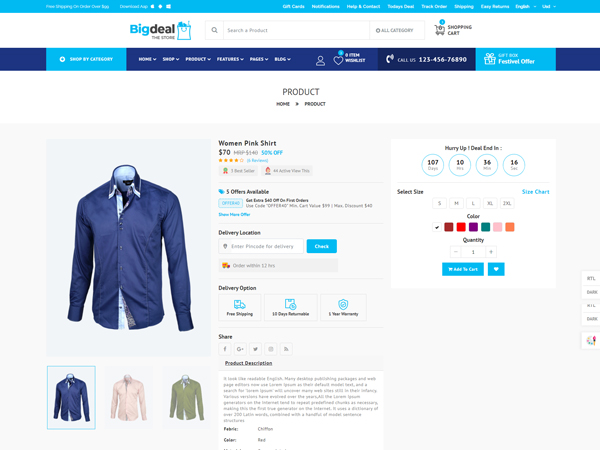 Free Shipping On Order Over $99
Download App
Gift Cards
Notifications
Help & Contact
Todays Deal
Track Order
Shipping
Easy Returns
English
Usd
Bigdeal
THE STORE
Search a Product
ALL CATEGORY
0
SHOPPING
CART
SHOP BY CATEGORY
HOME
SHOP
PRODUCT
FEATURES
PAGES
BLOG
0
0 ITEM
WISHLIST
CALL US 123-456-76890
GIFT BOX
Festivel Offer
PRODUCT
HOME » PRODUCT
Women Pink Shirt
$70 MRP $140 50% OFF
(6 Reviews)
3 Best Seller
44 Active View This
5 Offers Available
OFFER40
Get Extra $40 Off On First Orders
Use Code "OFFER40" Min. Cart Value $99 | Max. Discount $40
Show More Offer
Delivery Location
Enter Pincode for delivery
Check
Order within 12 hrs
Delivery Option
Free Shipping
10 Days Returnable
1 Year Warranty
Share
Product Description
It look like readable English. Many desktop publishing packages and web
page editors now use Lorem Ipsum as their default model text, and a
search for 'lorem ipsum' will uncover many web sites still in their infancy.
Various versions have evolved over the years,All the Lorem Ipsum
generators on the Internet tend to repeat predefined chunks as necessary,
making this the first true generator on the Internet. It uses a dictionary of
over 200 Latin words, combined with a handful of model sentence
structures
Fabric: Chiffon
Color: Red
Hurry Up ! Deal End In :
107
Days
10
Hrs
36
Min
16
Sec
Select Size
Size Chart
S
M
L
XL
2XL
Color
Quantity
− 1 +
Add To Cart
RTL
DARK
RTL
DARK